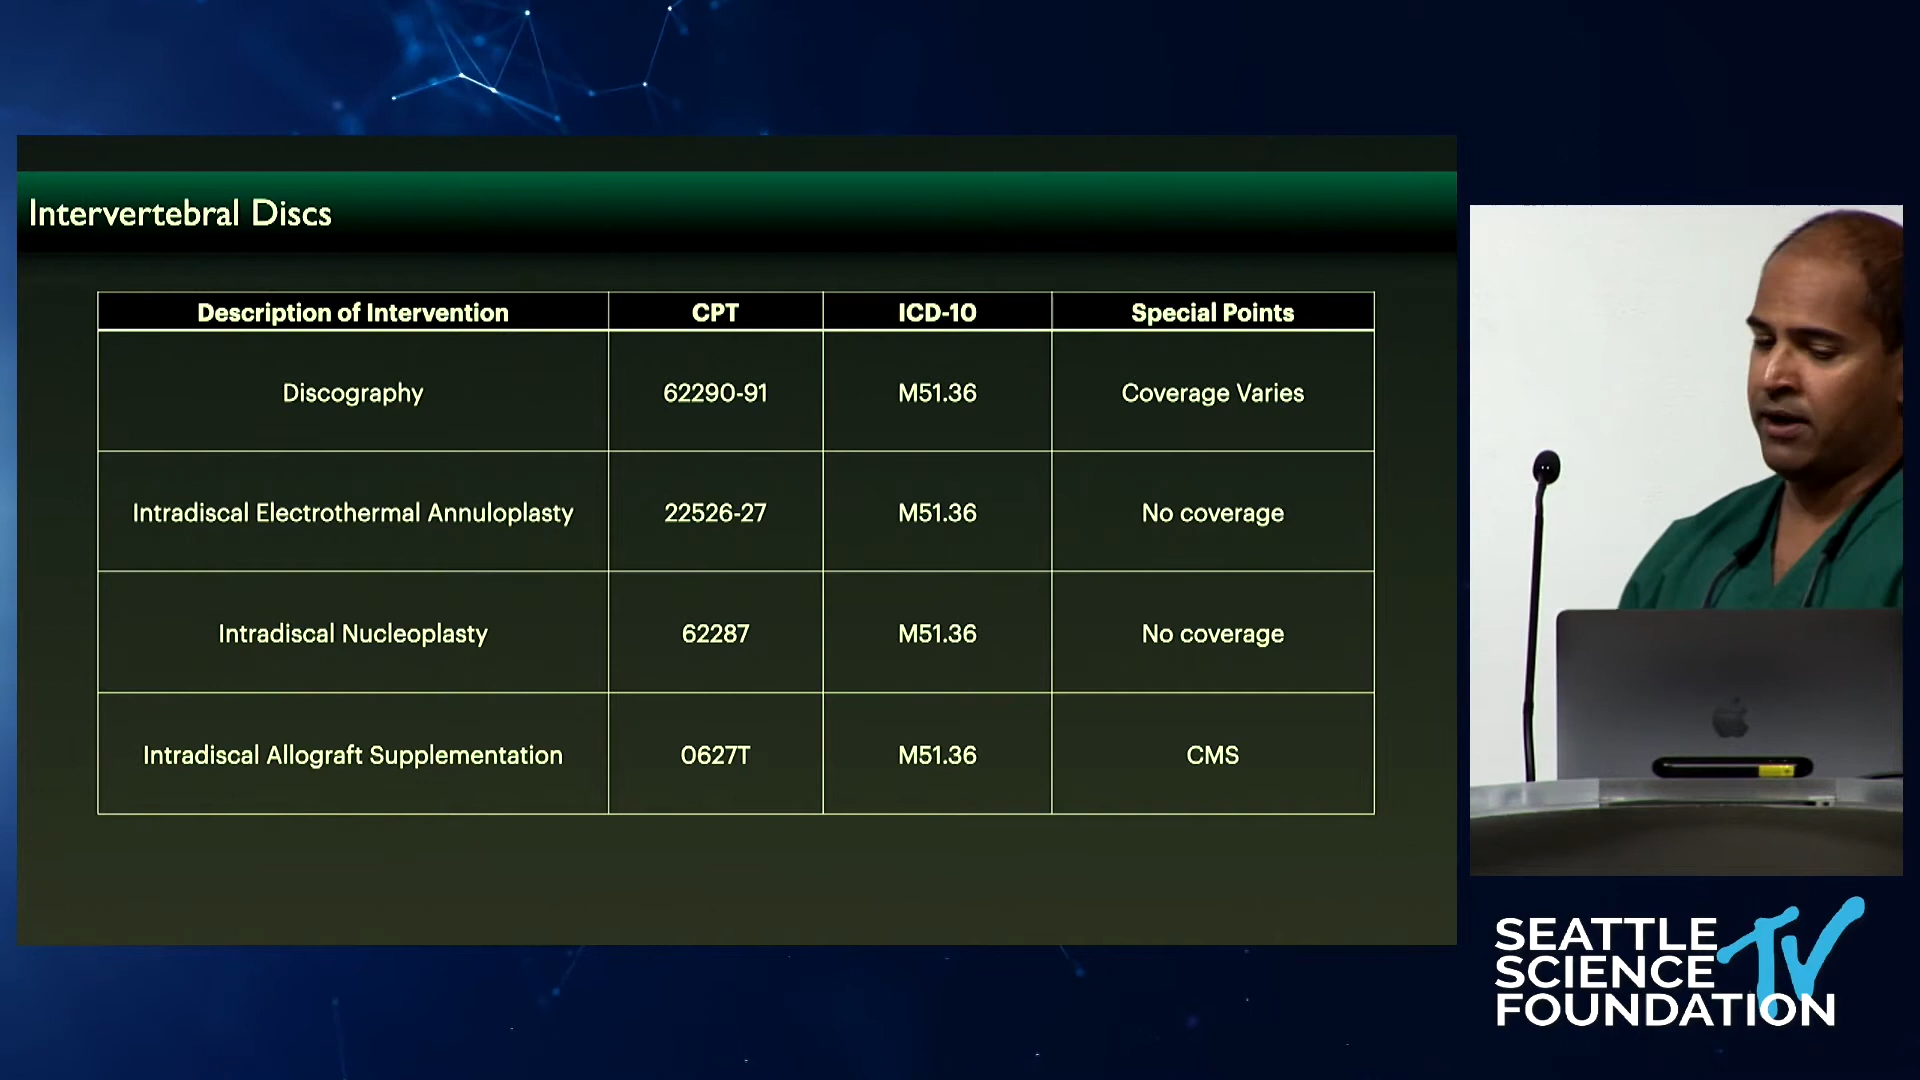 Intervertebral Discs
Description of Intervention CPT ICD-10 Special Points
Discography 62290-91 M51.36 Coverage Varies
Intradiscal Electrothermal Annuloplasty 22526-27 M51.36 No coverage
Intradiscal Nucleoplasty 62287 M51.36 No coverage
Intradiscal Allograft Supplementation 0627T M51.36 CMS
SEATTLE
SCIENCE TV
FOUNDATION